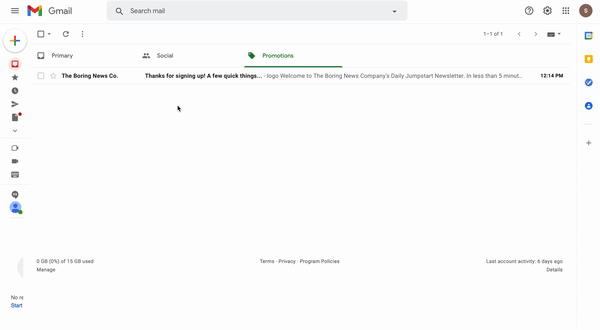 Gmail
Search mail
S
1–1 of 1
Primary
Social
Promotions
The Boring News Co.
Thanks for signing up! A few quick things… - logo Welcome to The Boring News Company's Daily Jumpstart Newsletter. In less than 5 minut..
12:14 PM
0 GB (0%) of 15 GB used
Manage
Terms · Privacy · Program Policies
Last account activity: 6 days ago
Details
No re
Start